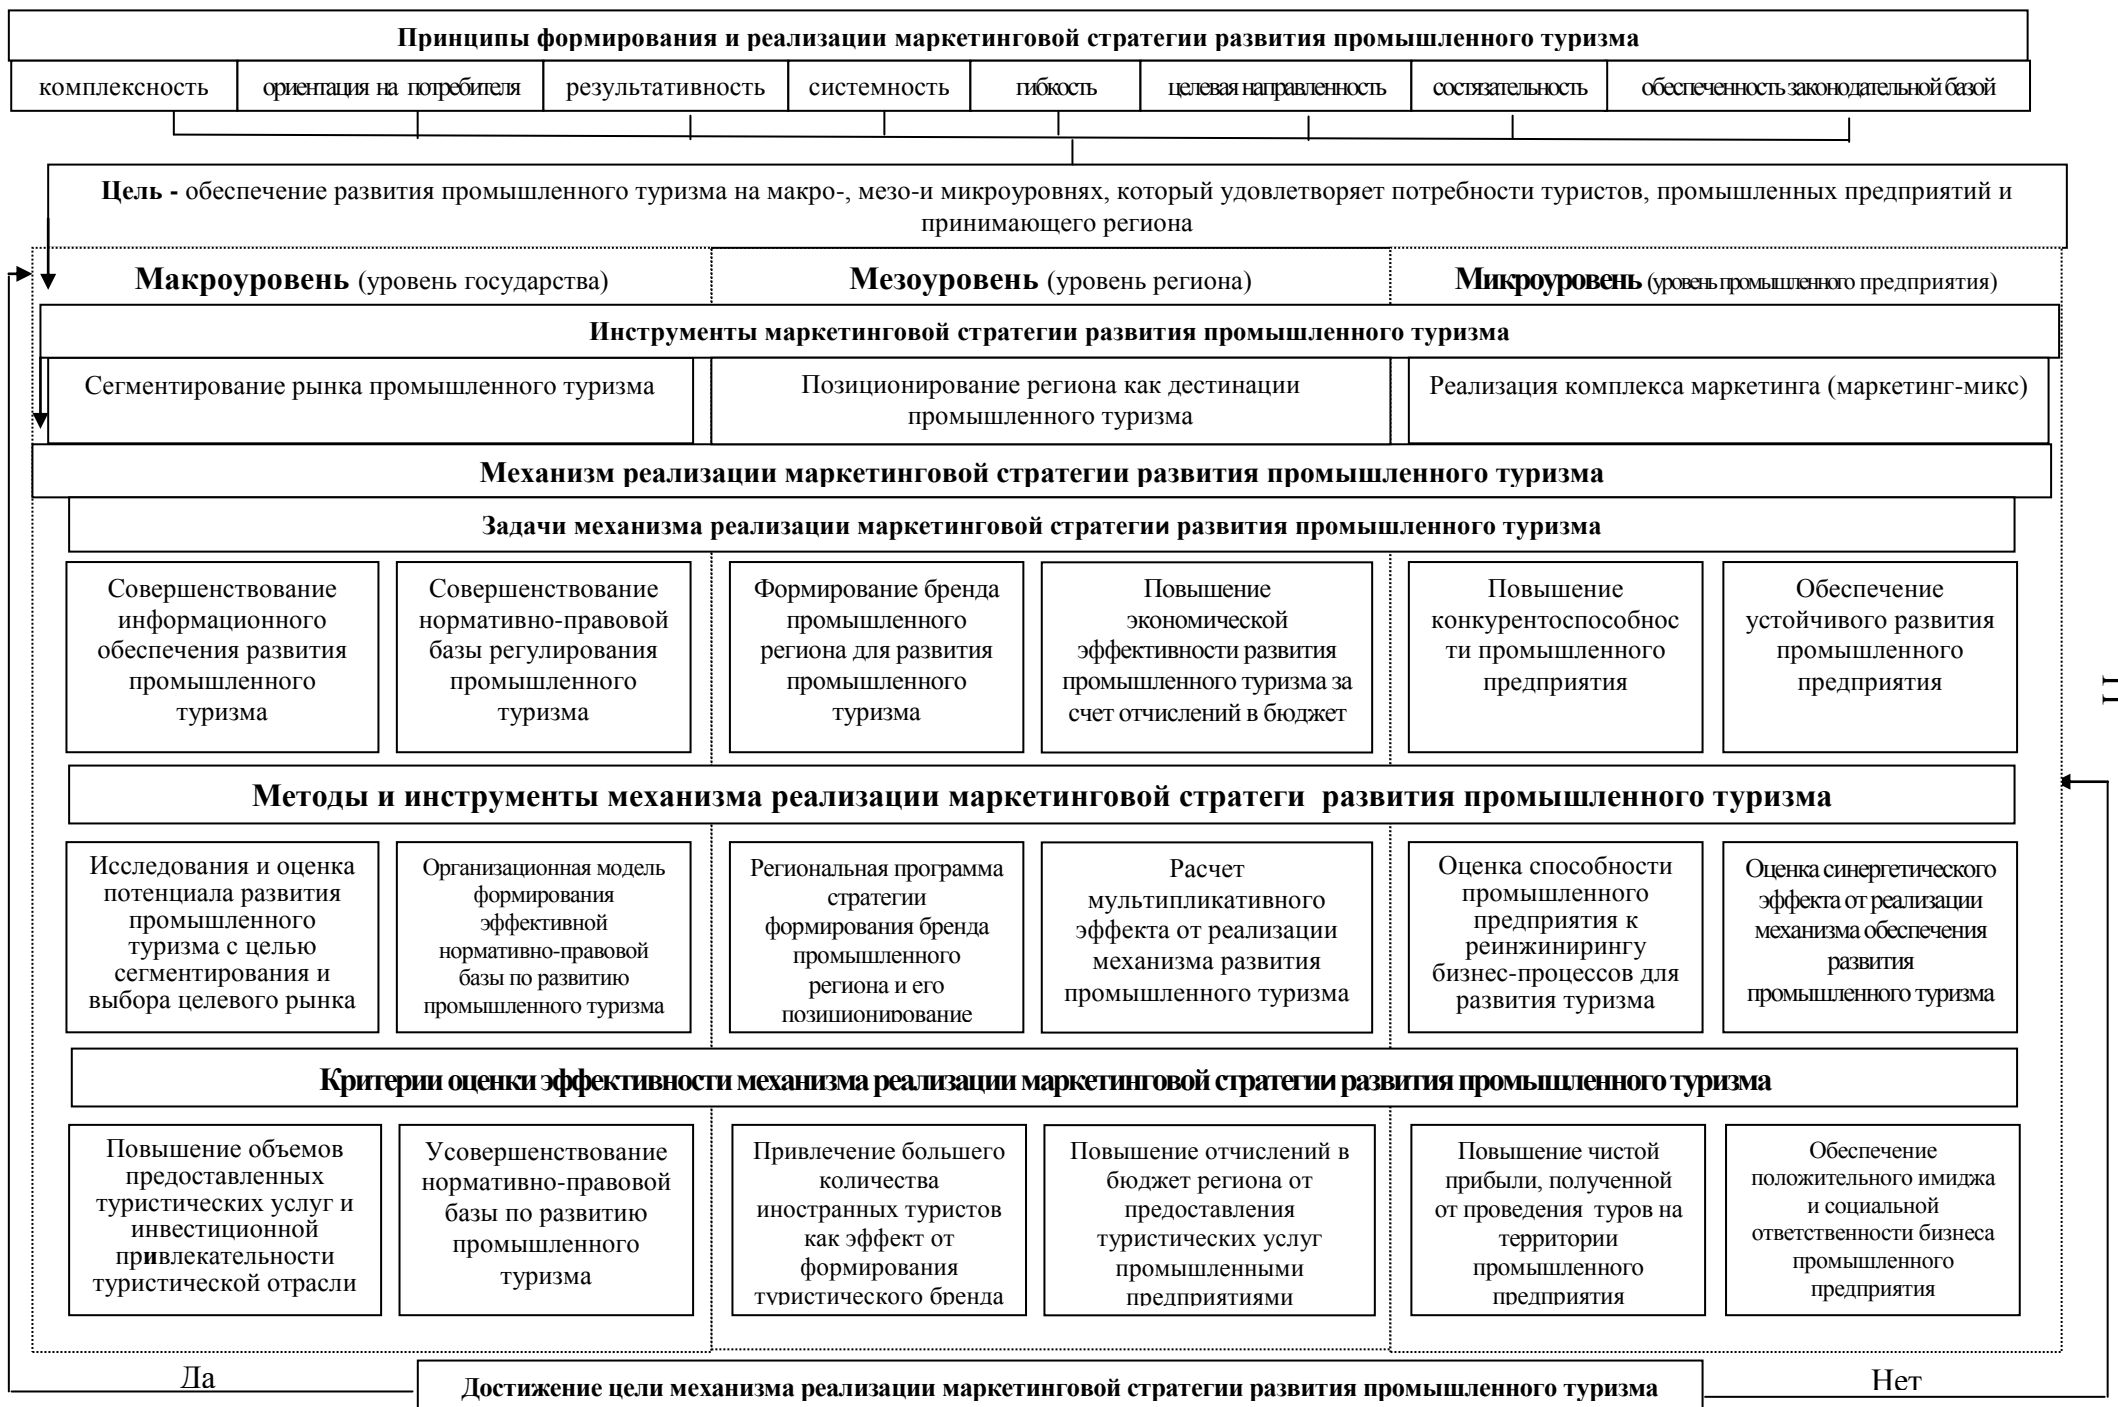 Принципы формирования и реализации маркетинговой стратегии развития промышленного туризма
комплексность
ориентация на потребителя
результативность
системность
гибкость
целевая направленность
состязательность
обеспеченность законодательной базой
Цель - обеспечение развития промышленного туризма на макро-, мезо-и микроуровнях, который удовлетворяет потребности туристов, промышленных предприятий и
принимающего региона
Макроуровень (уровень государства)
Мезоуровень (уровень региона)
Микроуровень (уровень промышленного предприятия)
Инструменты маркетинговой стратегии развития промышленного туризма
Сегментирование рынка промышленного туризма
Позиционирование региона как дестинации
промышленного туризма
Реализация комплекса маркетинга (маркетинг-микс)
Механизм реализации маркетинговой стратегии развития промышленного туризма
Задачи механизма реализации маркетинговой стратегии развития промышленного туризма
Совершенствование
информационного
обеспечения развития
промышленного
туризма
Совершенствование
нормативно-правовой
базы регулирования
промышленного
туризма
Формирование бренда
промышленного
региона для развития
промышленного
туризма
Повышение
экономической
эффективности развития
промышленного туризма за
счет отчислений в бюджет
Повышение
конкурентоспособнос
ти промышленного
предприятия
Обеспечение
устойчивого развития
промышленного
предприятия
Методы и инструменты механизма реализации маркетинговой стратеги развития промышленного туризма
Исследования и оценка
потенциала развития
промышленного
туризма с целью
сегментирования и
выбора целевого рынка
Организационная модель
формирования
эффективной
нормативно-правовой
базы по развитию
промышленного туризма
Региональная программа
стратегии
формирования бренда
промышленного
региона и его
позиционирование
Расчет
мультипликативного
эффекта от реализации
механизма развития
промышленного туризма
Оценка способности
промышленного
предприятия к
реинжинирингу
бизнес-процессов для
развития туризма
Оценка синергетического
эффекта от реализации
механизма обеспечения
развития
промышленного туризма
Критерии оценки эффективности механизма реализации маркетинговой стратегии развития промышленного туризма
Повышение объемов
предоставленных
туристических услуг и
инвестиционной
привлекательности
туристической отрасли
Усовершенствование
нормативно-правовой
базы по развитию
промышленного
туризма
Привлечение большего
количества
иностранных туристов
как эффект от
формирования
туристического бренда
Повышение отчислений в
бюджет региона от
предоставления
туристических услуг
промышленными
предприятиями
Повышение чистой
прибыли, полученной
от проведения туров на
территории
промышленного
предприятия
Обеспечение
положительного имиджа
и социальной
ответственности бизнеса
промышленного
предприятия
Да
Достижение цели механизма реализации маркетинговой стратегии развития промышленного туризма
Нет